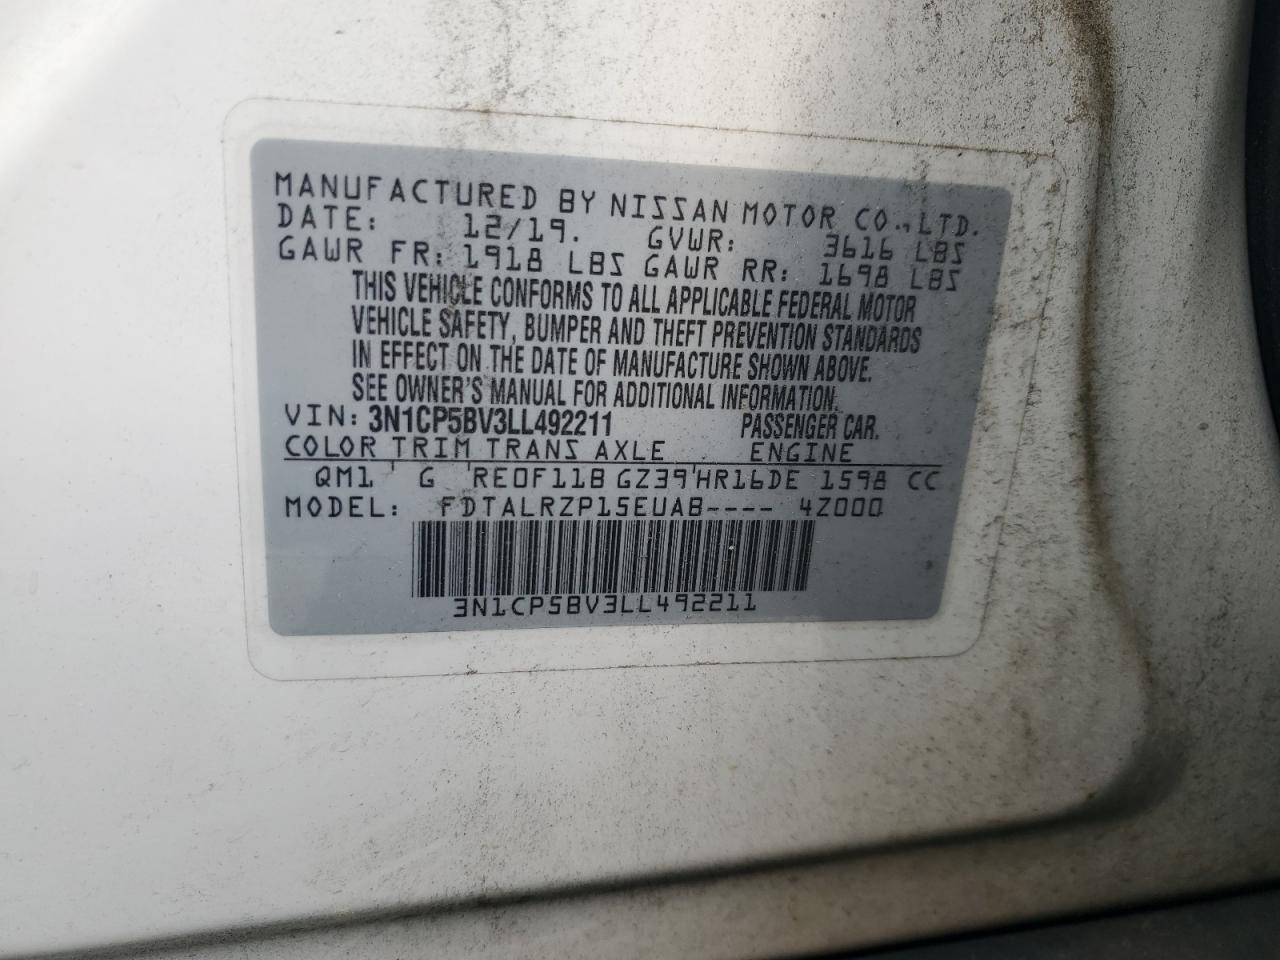 MANUFACTURED BY NISSAN MOTOR CO., LTD.
DATE: 12/19. GVWR: 3616 LBS
GAWR FR: 1918 LBS GAWR RR: 1698 LBS
THIS VEHICLE CONFORMS TO ALL APPLICABLE FEDERAL MOTOR
VEHICLE SAFETY, BUMPER AND THEFT PREVENTION STANDARDS
IN EFFECT ON THE DATE OF MANUFACTURE SHOWN ABOVE.
SEE OWNER'S MANUAL FOR ADDITIONAL INFORMATION.
VIN: 3N1CP5BV3LL492211 PASSENGER CAR.
COLOR TRIM TRANS AXLE ENGINE
QM1 G RE0F11B GZ39 HR16DE 1598 CC
MODEL: FDTALRZP15EUAB---- 4Z000
3N1CP5BV3LL492211